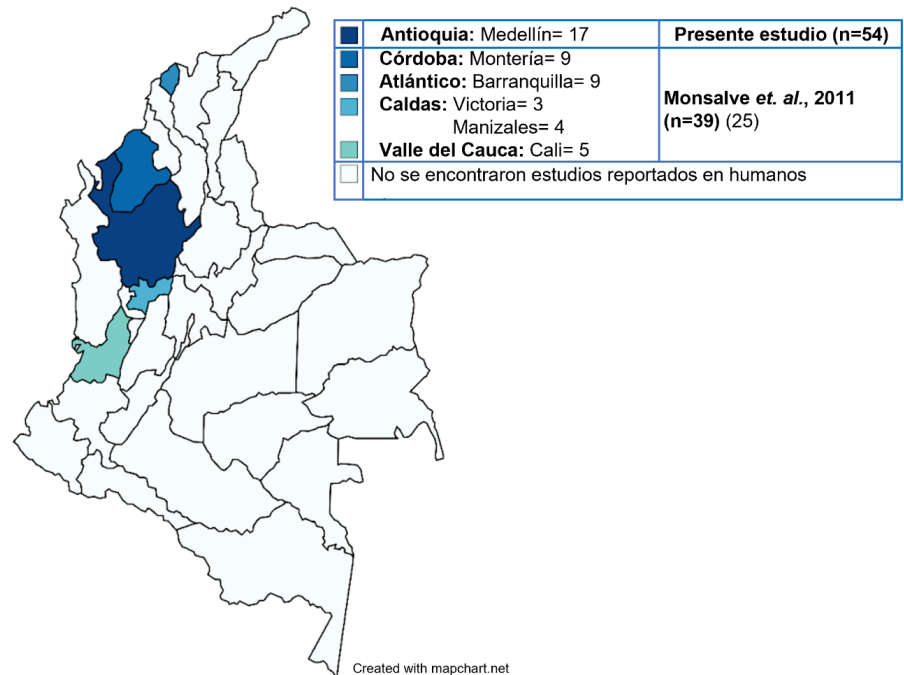 Antioquia: Medellín= 17 Presente estudio (n=54)
Córdoba: Montería= 9
Atlántico: Barranquilla= 9
Caldas: Victoria= 3
Manizales= 4
Valle del Cauca: Cali= 5
Monsalve et. al., 2011
(n=39) (25)
No se encontraron estudios reportados en humanos
Created with mapchart.net